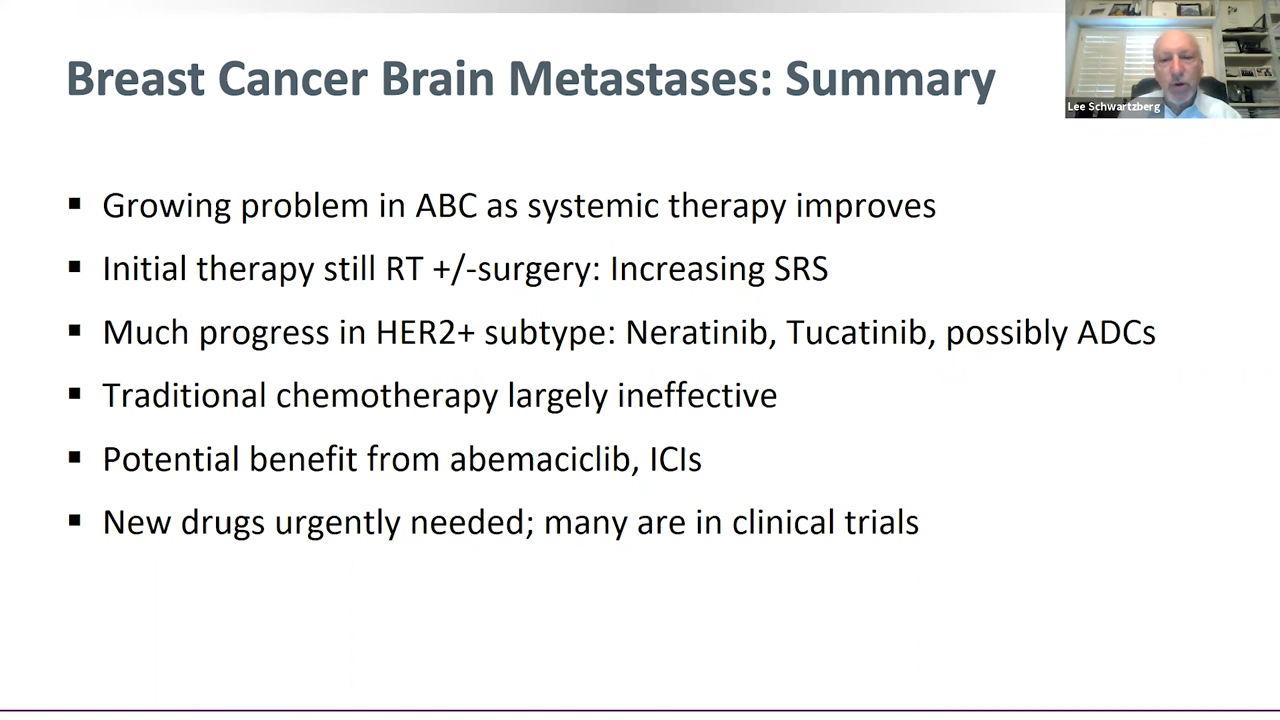 Breast Cancer Brain Metastases: Summary
Lee Schwartzberg
▪ Growing problem in ABC as systemic therapy improves
▪ Initial therapy still RT +/-surgery: Increasing SRS
▪ Much progress in HER2+ subtype: Neratinib, Tucatinib, possibly ADCs
▪ Traditional chemotherapy largely ineffective
▪ Potential benefit from abemaciclib, ICIs
▪ New drugs urgently needed; many are in clinical trials